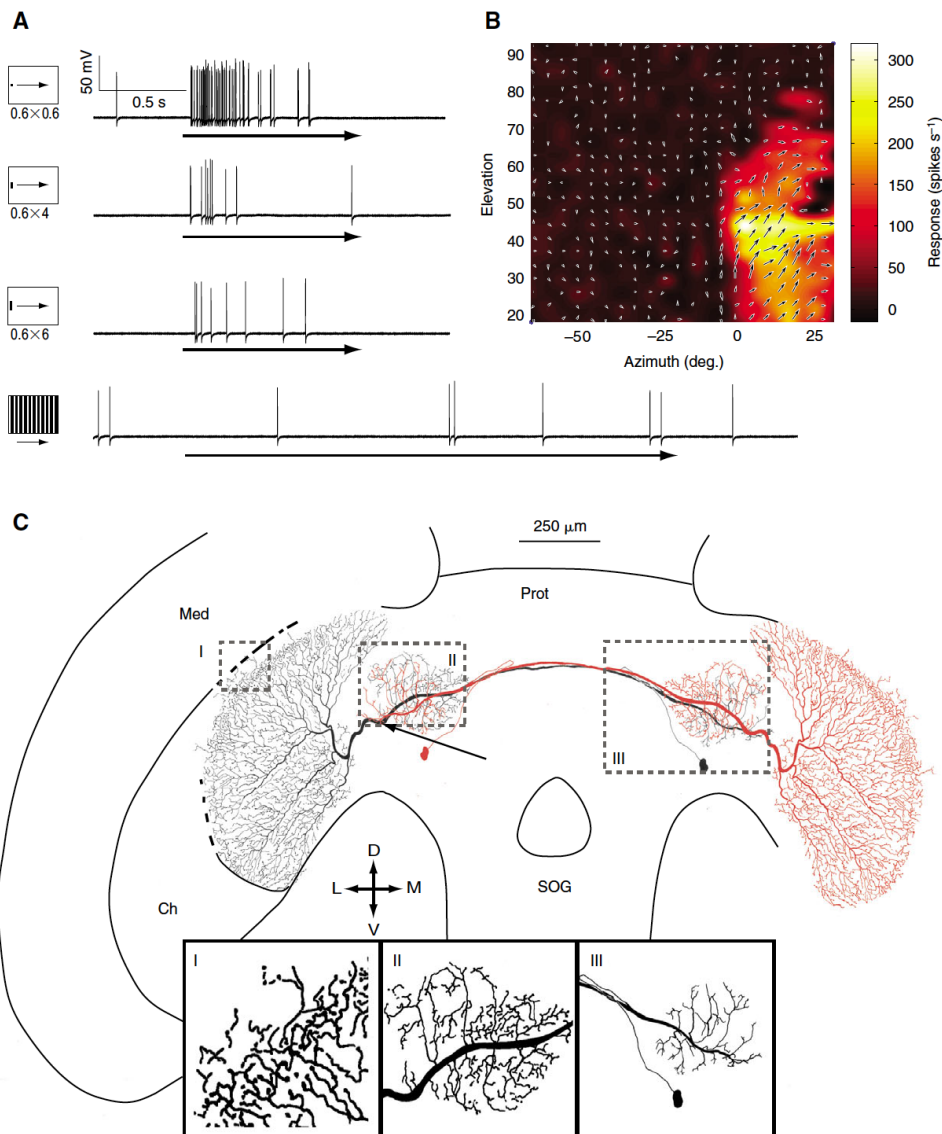 A
50 mV
0.5 s
0.6×0.6
0.6×4
0.6×6
B
Elevation
90
80
70
60
50
40
30
20
–50
–25
0
25
Azimuth (deg.)
300
250
200
150
100
50
0
Response (spikes s–1)
C
250 μm
Prot
Med
I
II
III
D
L
M
V
SOG
Ch
I
II
III